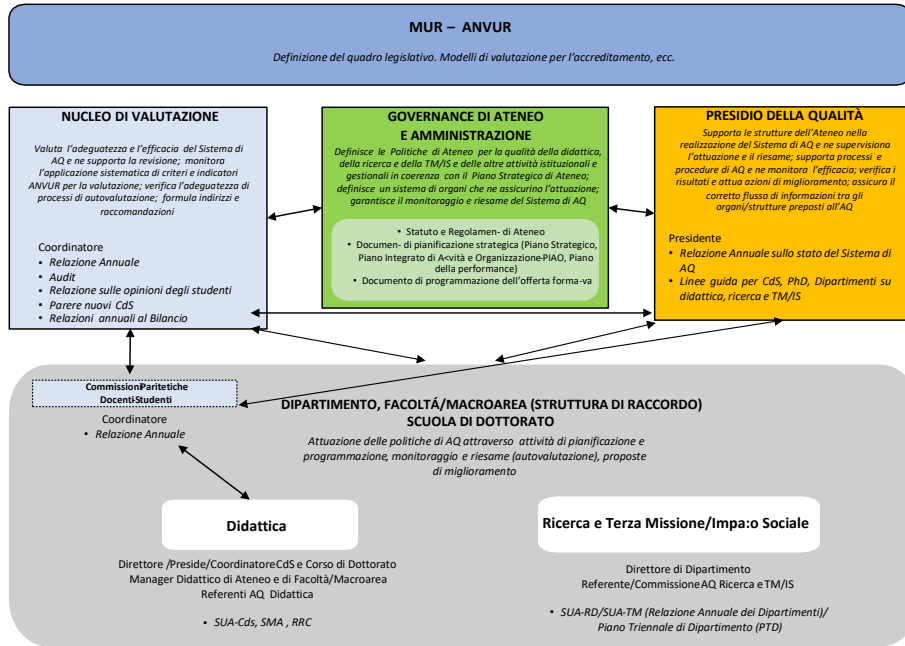 MUR – ANVUR
Definizione del quadro legislativo. Modelli di valutazione per l'accreditamento, ecc.
NUCLEO DI VALUTAZIONE
Valuta l'adeguatezza e l'efficacia del Sistema di
AQ e ne supporta la revisione; monitora
l'applicazione sistematica di criteri e indicatori
ANVUR per la valutazione; verifica l'adeguatezza di
processi di autovalutazione; formula indirizzi e
raccomandazioni
Coordinatore
• Relazione Annuale
• Audit
• Relazione sulle opinioni degli studenti
• Parere nuovi CdS
• Relazioni annuali al Bilancio
GOVERNANCE DI ATENEO
E AMMINISTRAZIONE
Definisce le Politiche di Ateneo per la qualità della didattica,
della ricerca e della TM/IS e delle altre attività istituzionali e
gestionali in coerenza con il Piano Strategico di Ateneo;
definisce un sistema di organi che ne assicurino l'attuazione;
garantisce il monitoraggio e riesame del Sistema di AQ
• Statuto e Regolamen- di Ateneo
• Documen- di pianificazione strategica (Piano Strategico,
Piano Integrato di A<vità e Organizzazione-PIAO, Piano
della performance)
• Documento di programmazione dell'offerta forma-va
PRESIDIO DELLA QUALITÀ
Supporta le strutture dell'Ateneo nella
realizzazione del Sistema di AQ e ne supervisiona
l'attuazione e il riesame; supporta processi e
procedure di AQ e ne monitora l'efficacia; verifica i
risultati e attua azioni di miglioramento; assicura il
corretto flusso di informazioni tra gli
organi/strutture preposti all'AQ
Presidente
• Relazione Annuale sullo stato del Sistema di
AQ
• Linee guida per CdS, PhD, Dipartimenti su
didattica, ricerca e TM/IS
CommissioniParitetiche
Docenti-Studenti
Coordinatore
• Relazione Annuale
DIPARTIMENTO, FACOLTÁ/MACROAREA (STRUTTURA DI RACCORDO)
SCUOLA DI DOTTORATO
Attuazione delle politiche di AQ attraverso attività di pianificazione e
programmazione, monitoraggio e riesame (autovalutazione), proposte
di miglioramento
Didattica
Direttore /Preside/CoordinatoreCdS e Corso di Dottorato
Manager Didattico di Ateneo e di Facoltà/Macroarea
Referenti AQ Didattica
• SUA-Cds, SMA , RRC
Ricerca e Terza Missione/Impa:o Sociale
Direttore di Dipartimento
Referente/Commissione AQ Ricerca e TM/IS
• SUA-RD/SUA-TM (Relazione Annuale dei Dipartimenti)/
Piano Triennale di Dipartimento (PTD)